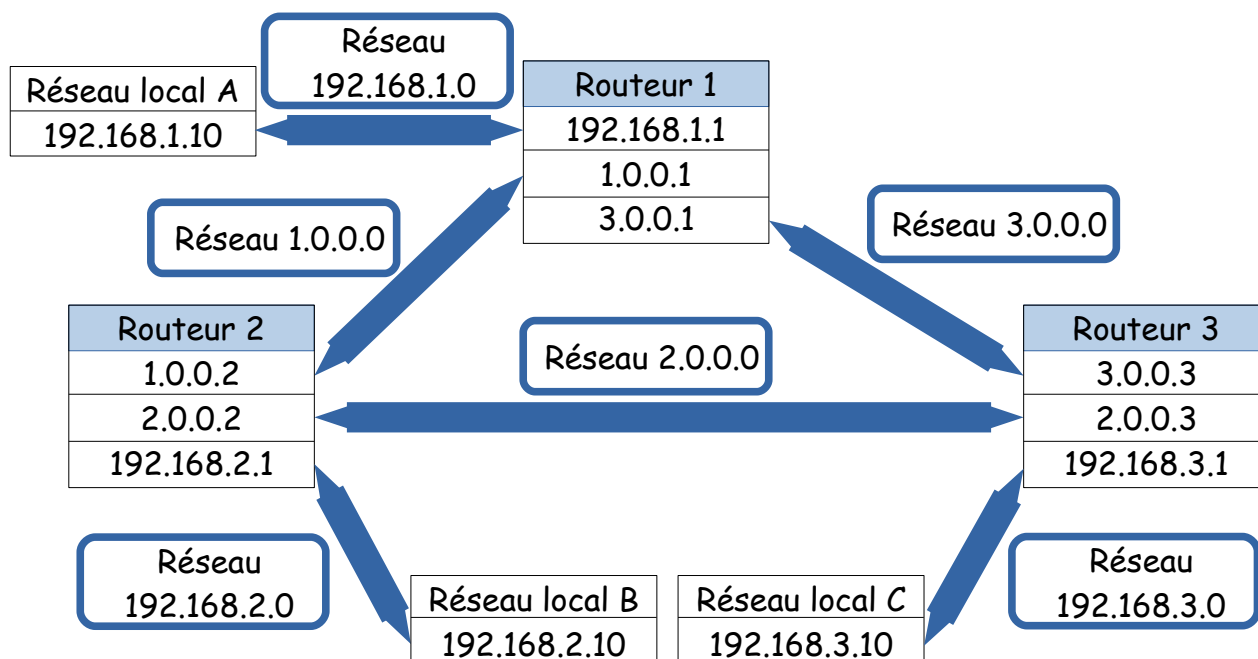 Réseau
192.168.1.0
Réseau local A
192.168.1.10
Routeur 1
192.168.1.1
1.0.0.1
3.0.0.1
Réseau 1.0.0.0
Réseau 3.0.0.0
Routeur 2
1.0.0.2
2.0.0.2
192.168.2.1
Réseau 2.0.0.0
Routeur 3
3.0.0.3
2.0.0.3
192.168.3.1
Réseau
192.168.2.0
Réseau local B
192.168.2.10
Réseau local C
192.168.3.10
Réseau
192.168.3.0